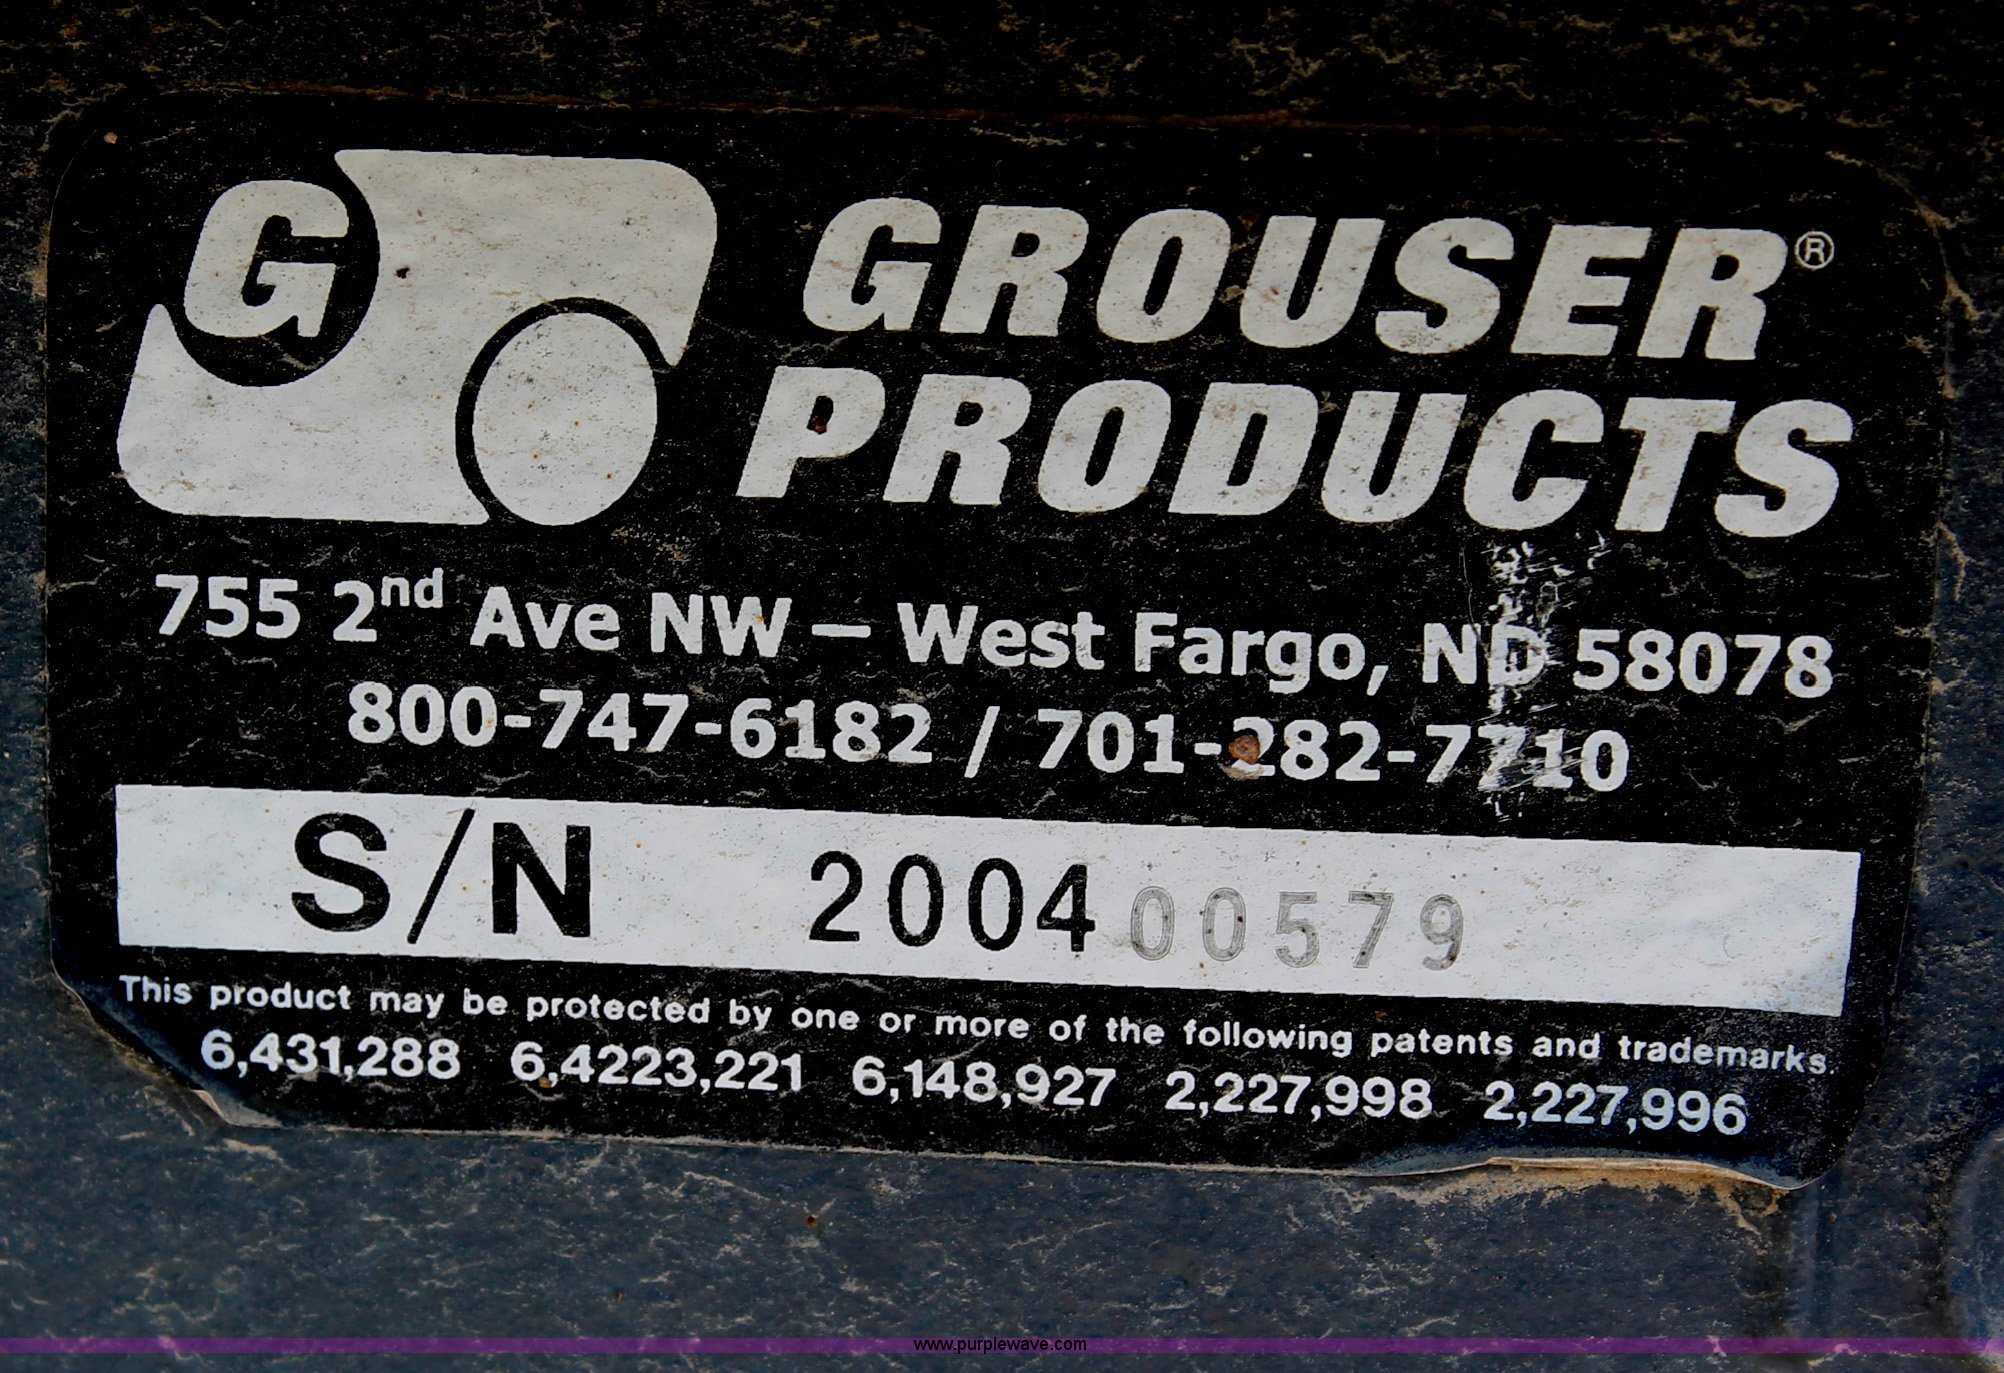 G
GROUSER®
PRODUCTS
755 2nd Ave NW – West Fargo, ND 58078
800-747-6182 / 701-282-7710
S/N 200400579
This product may be protected by one or more of the following patents and trademarks.
6,431,288 6,4223,221 6,148,927 2,227,998 2,227,996
www.purplewave.com